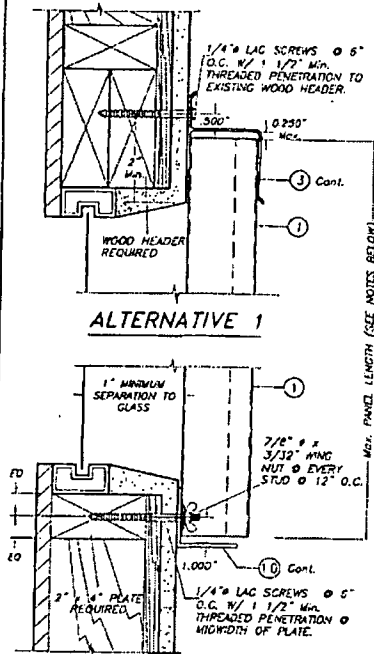 1/4"ø LAG SCREWS @ 6"
O.C. W/ 1 1/2" Min.
THREADED PENETRATION TO
EXISTING WOOD HEADER.
.500"
0.250"
Max.
2"
Min.
3 Cont.
1
WOOD HEADER
REQUIRED
Max. PANEL LENGTH (SEE NOTES BELOW)
ALTERNATIVE 1
1" MINIMUM
SEPARATION TO
GLASS
1
7/8" ø x
3/32" WING
NUT @ EVERY
STUD @ 12" O.C.
EQ
EQ
1.000"
10 Cont.
2" x 4" PLATE
REQUIRED
1/4"ø LAG SCREWS @ 6"
O.C. W/ 1 1/2" Min.
THREADED PENETRATION @
MIDWIDTH OF PLATE.